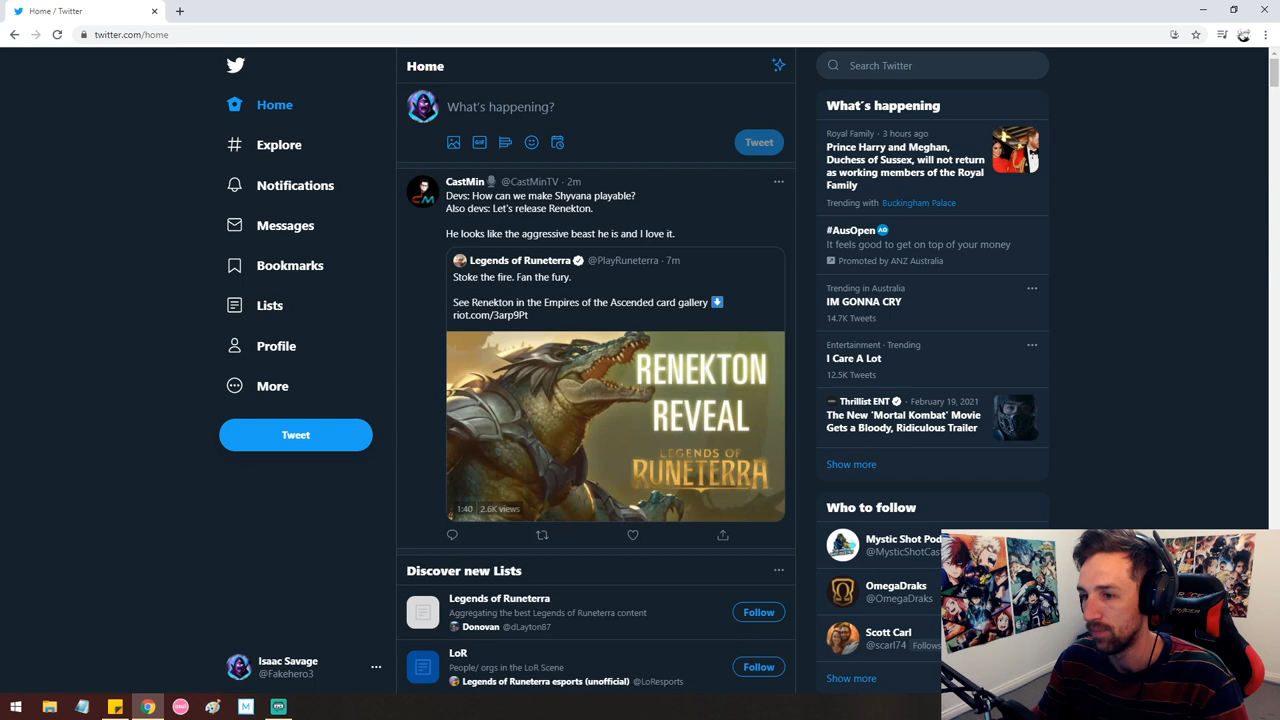 Home / Twitter
twitter.com/home
Home
Explore
Notifications
Messages
Bookmarks
Lists
Profile
More
Tweet
Isaac Savage
@Fakehero3
Home
What's happening?
GIF
Tweet
CastMin @CastMinTV · 2m
Devs: How can we make Shyvana playable?
Also devs: Let's release Renekton.
He looks like the aggressive beast he is and I love it.
Legends of Runeterra @PlayRuneterra · 7m
Stoke the fire. Fan the fury.
See Renekton in the Empires of the Ascended card gallery
riot.com/3arp9Pt
RENEKTON
REVEAL
LEGENDS OF
RUNETERRA
1:40 2.6K views
Discover new Lists
Legends of Runeterra
Aggregating the best Legends of Runeterra content
Donovan @dLayton87
Follow
LoR
People/ orgs in the LoR Scene
Legends of Runeterra esports (unofficial) @LoResports
Follow
Search Twitter
What's happening
Royal Family · 3 hours ago
Prince Harry and Meghan,
Duchess of Sussex, will not return
as working members of the Royal
Family
Trending with Buckingham Palace
#AusOpen
It feels good to get on top of your money
Promoted by ANZ Australia
Trending in Australia
IM GONNA CRY
14.7K Tweets
Entertainment · Trending
I Care A Lot
12.5K Tweets
Thrillist ENT · February 19, 2021
The New 'Mortal Kombat' Movie
Gets a Bloody, Ridiculous Trailer
Show more
Who to follow
Mystic Shot Pod
@MysticShotCas
OmegaDraks
@OmegaDraks
Scott Carl
@scarl74 Follows
Show more